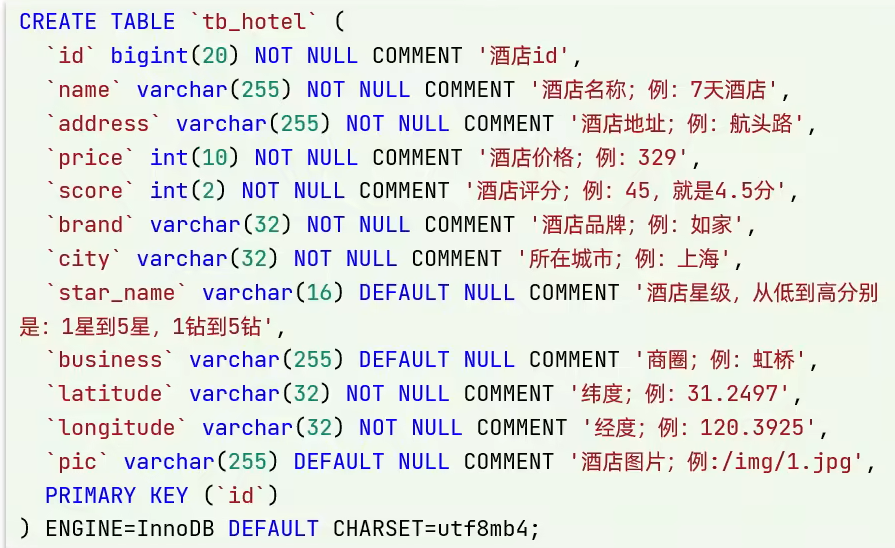 CREATE TABLE `tb_hotel` (
  `id` bigint(20) NOT NULL COMMENT '酒店id',
  `name` varchar(255) NOT NULL COMMENT '酒店名称；例：7天酒店',
  `address` varchar(255) NOT NULL COMMENT '酒店地址；例：航头路',
  `price` int(10) NOT NULL COMMENT '酒店价格；例：329',
  `score` int(2) NOT NULL COMMENT '酒店评分；例：45，就是4.5分',
  `brand` varchar(32) NOT NULL COMMENT '酒店品牌；例：如家',
  `city` varchar(32) NOT NULL COMMENT '所在城市；例：上海',
  `star_name` varchar(16) DEFAULT NULL COMMENT '酒店星级，从低到高分别
是：1星到5星，1钻到5钻',
  `business` varchar(255) DEFAULT NULL COMMENT '商圈；例：虹桥',
  `latitude` varchar(32) NOT NULL COMMENT '纬度；例：31.2497',
  `longitude` varchar(32) NOT NULL COMMENT '经度；例：120.3925',
  `pic` varchar(255) DEFAULT NULL COMMENT '酒店图片；例:/img/1.jpg',
  PRIMARY KEY (`id`)
) ENGINE=InnoDB DEFAULT CHARSET=utf8mb4;